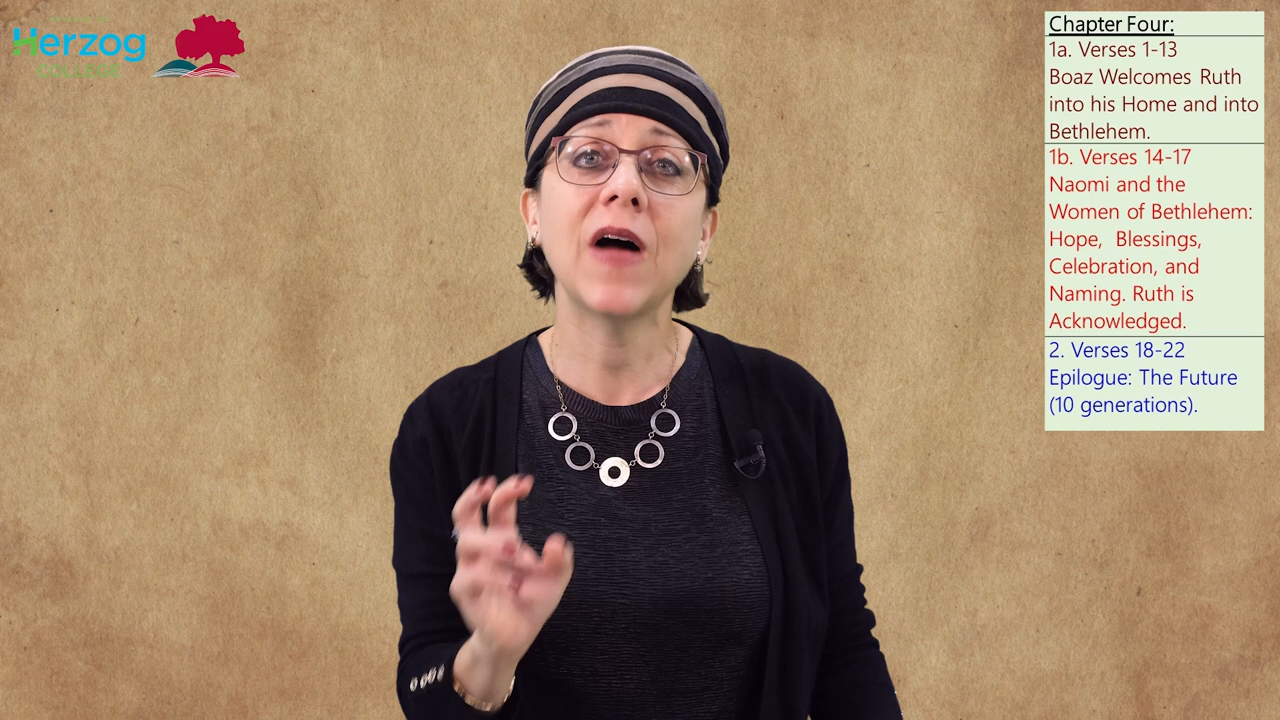 Herzog
COLLEGE
Chapter Four:
1a. Verses 1-13
Boaz Welcomes Ruth
into his Home and into
Bethlehem.
1b. Verses 14-17
Naomi and the
Women of Bethlehem:
Hope, Blessings,
Celebration, and
Naming. Ruth is
Acknowledged.
2. Verses 18-22
Epilogue: The Future
(10 generations).